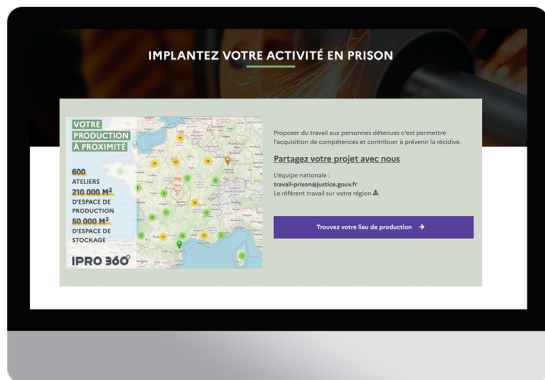 IMPLANTEZ VOTRE ACTIVITÉ EN PRISON
VOTRE
PRODUCTION
À PROXIMITÉ
600
ATELIERS
210 000 M²
D'ESPACE DE
PRODUCTION
50 000 M²
D'ESPACE DE
STOCKAGE
IPRO 360°
Proposer du travail aux personnes détenues c'est permettre
l'acquisition de compétences et contribuer à prévenir la récidive.
Partagez votre projet avec nous
L'équipe nationale :
travail-prison@justice.gouv.fr
Le référent travail sur votre région
Trouvez votre lieu de production